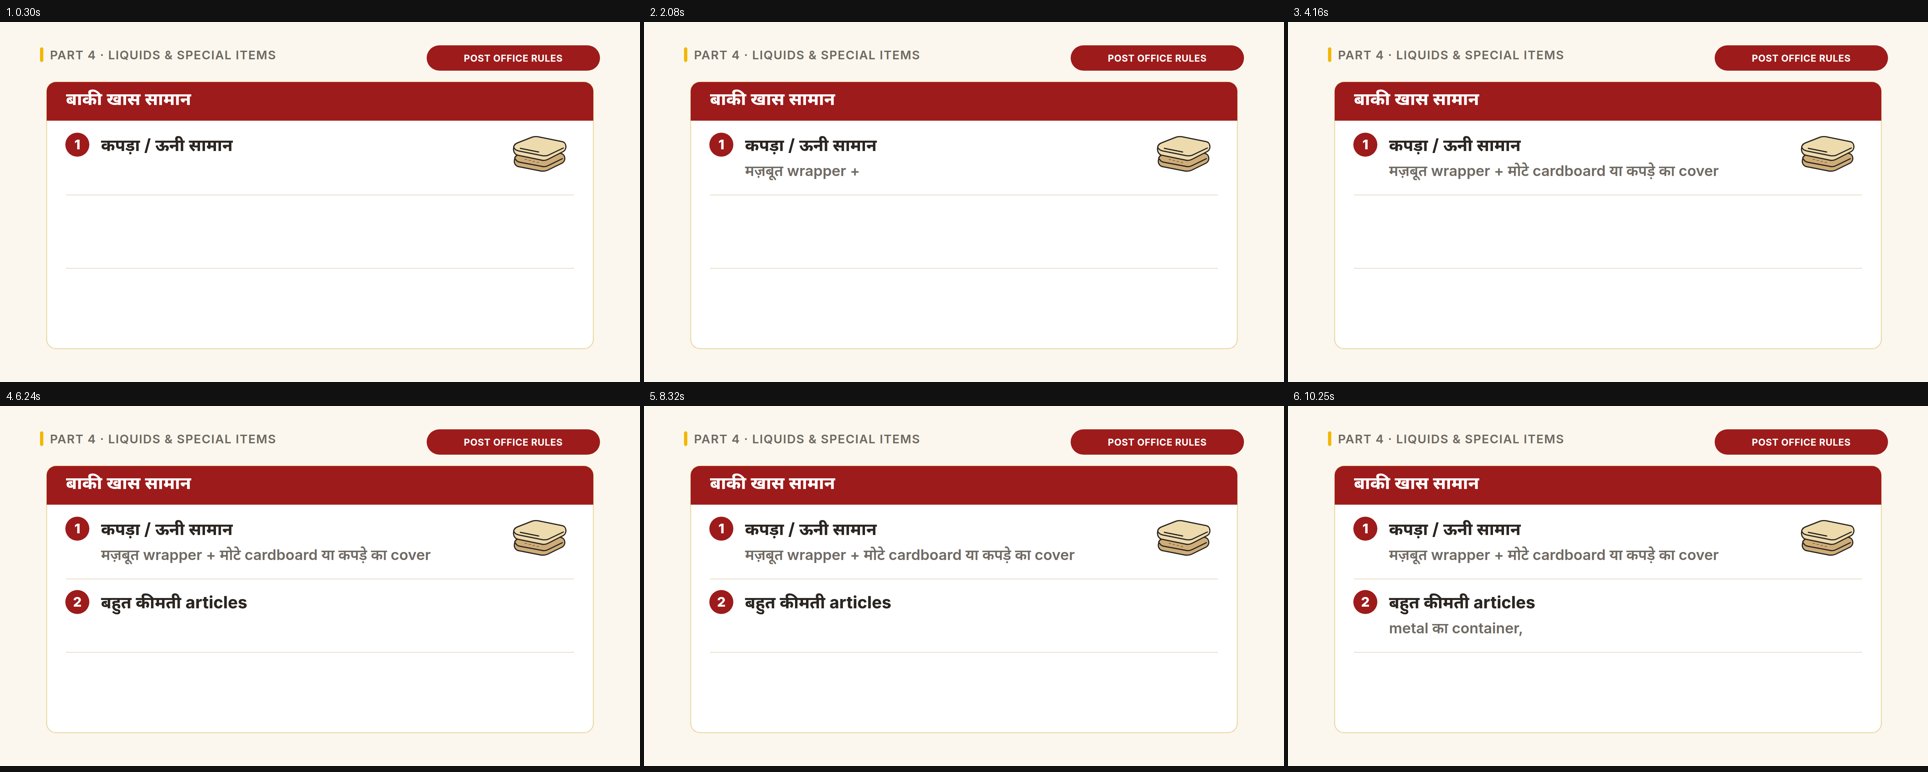 1. 0.30s
PART 4 · LIQUIDS & SPECIAL ITEMS
POST OFFICE RULES
बाकी खास सामान
1 कपड़ा / ऊनी सामान
2. 2.08s
PART 4 · LIQUIDS & SPECIAL ITEMS
POST OFFICE RULES
बाकी खास सामान
1 कपड़ा / ऊनी सामान
मज़बूत wrapper +
3. 4.16s
PART 4 · LIQUIDS & SPECIAL ITEMS
POST OFFICE RULES
बाकी खास सामान
1 कपड़ा / ऊनी सामान
मज़बूत wrapper + मोटे cardboard या कपड़े का cover
4. 6.24s
PART 4 · LIQUIDS & SPECIAL ITEMS
POST OFFICE RULES
बाकी खास सामान
1 कपड़ा / ऊनी सामान
मज़बूत wrapper + मोटे cardboard या कपड़े का cover
2 बहुत कीमती articles
5. 8.32s
PART 4 · LIQUIDS & SPECIAL ITEMS
POST OFFICE RULES
बाकी खास सामान
1 कपड़ा / ऊनी सामान
मज़बूत wrapper + मोटे cardboard या कपड़े का cover
2 बहुत कीमती articles
6. 10.25s
PART 4 · LIQUIDS & SPECIAL ITEMS
POST OFFICE RULES
बाकी खास सामान
1 कपड़ा / ऊनी सामान
मज़बूत wrapper + मोटे cardboard या कपड़े का cover
2 बहुत कीमती articles
metal का container,